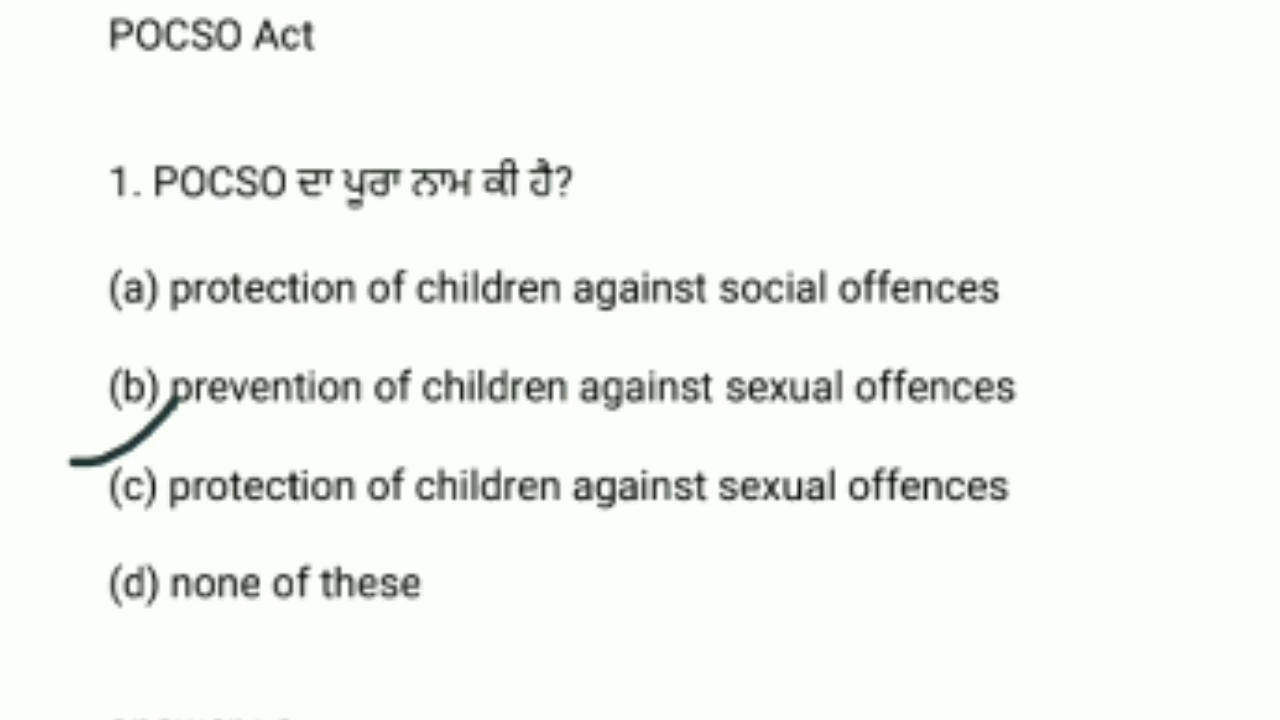 POCSO Act
1. POCSO ਦਾ ਪੂਰਾ ਨਾਮ ਕੀ ਹੈ?
(a) protection of children against social offences
(b) prevention of children against sexual offences
(c) protection of children against sexual offences
(d) none of these